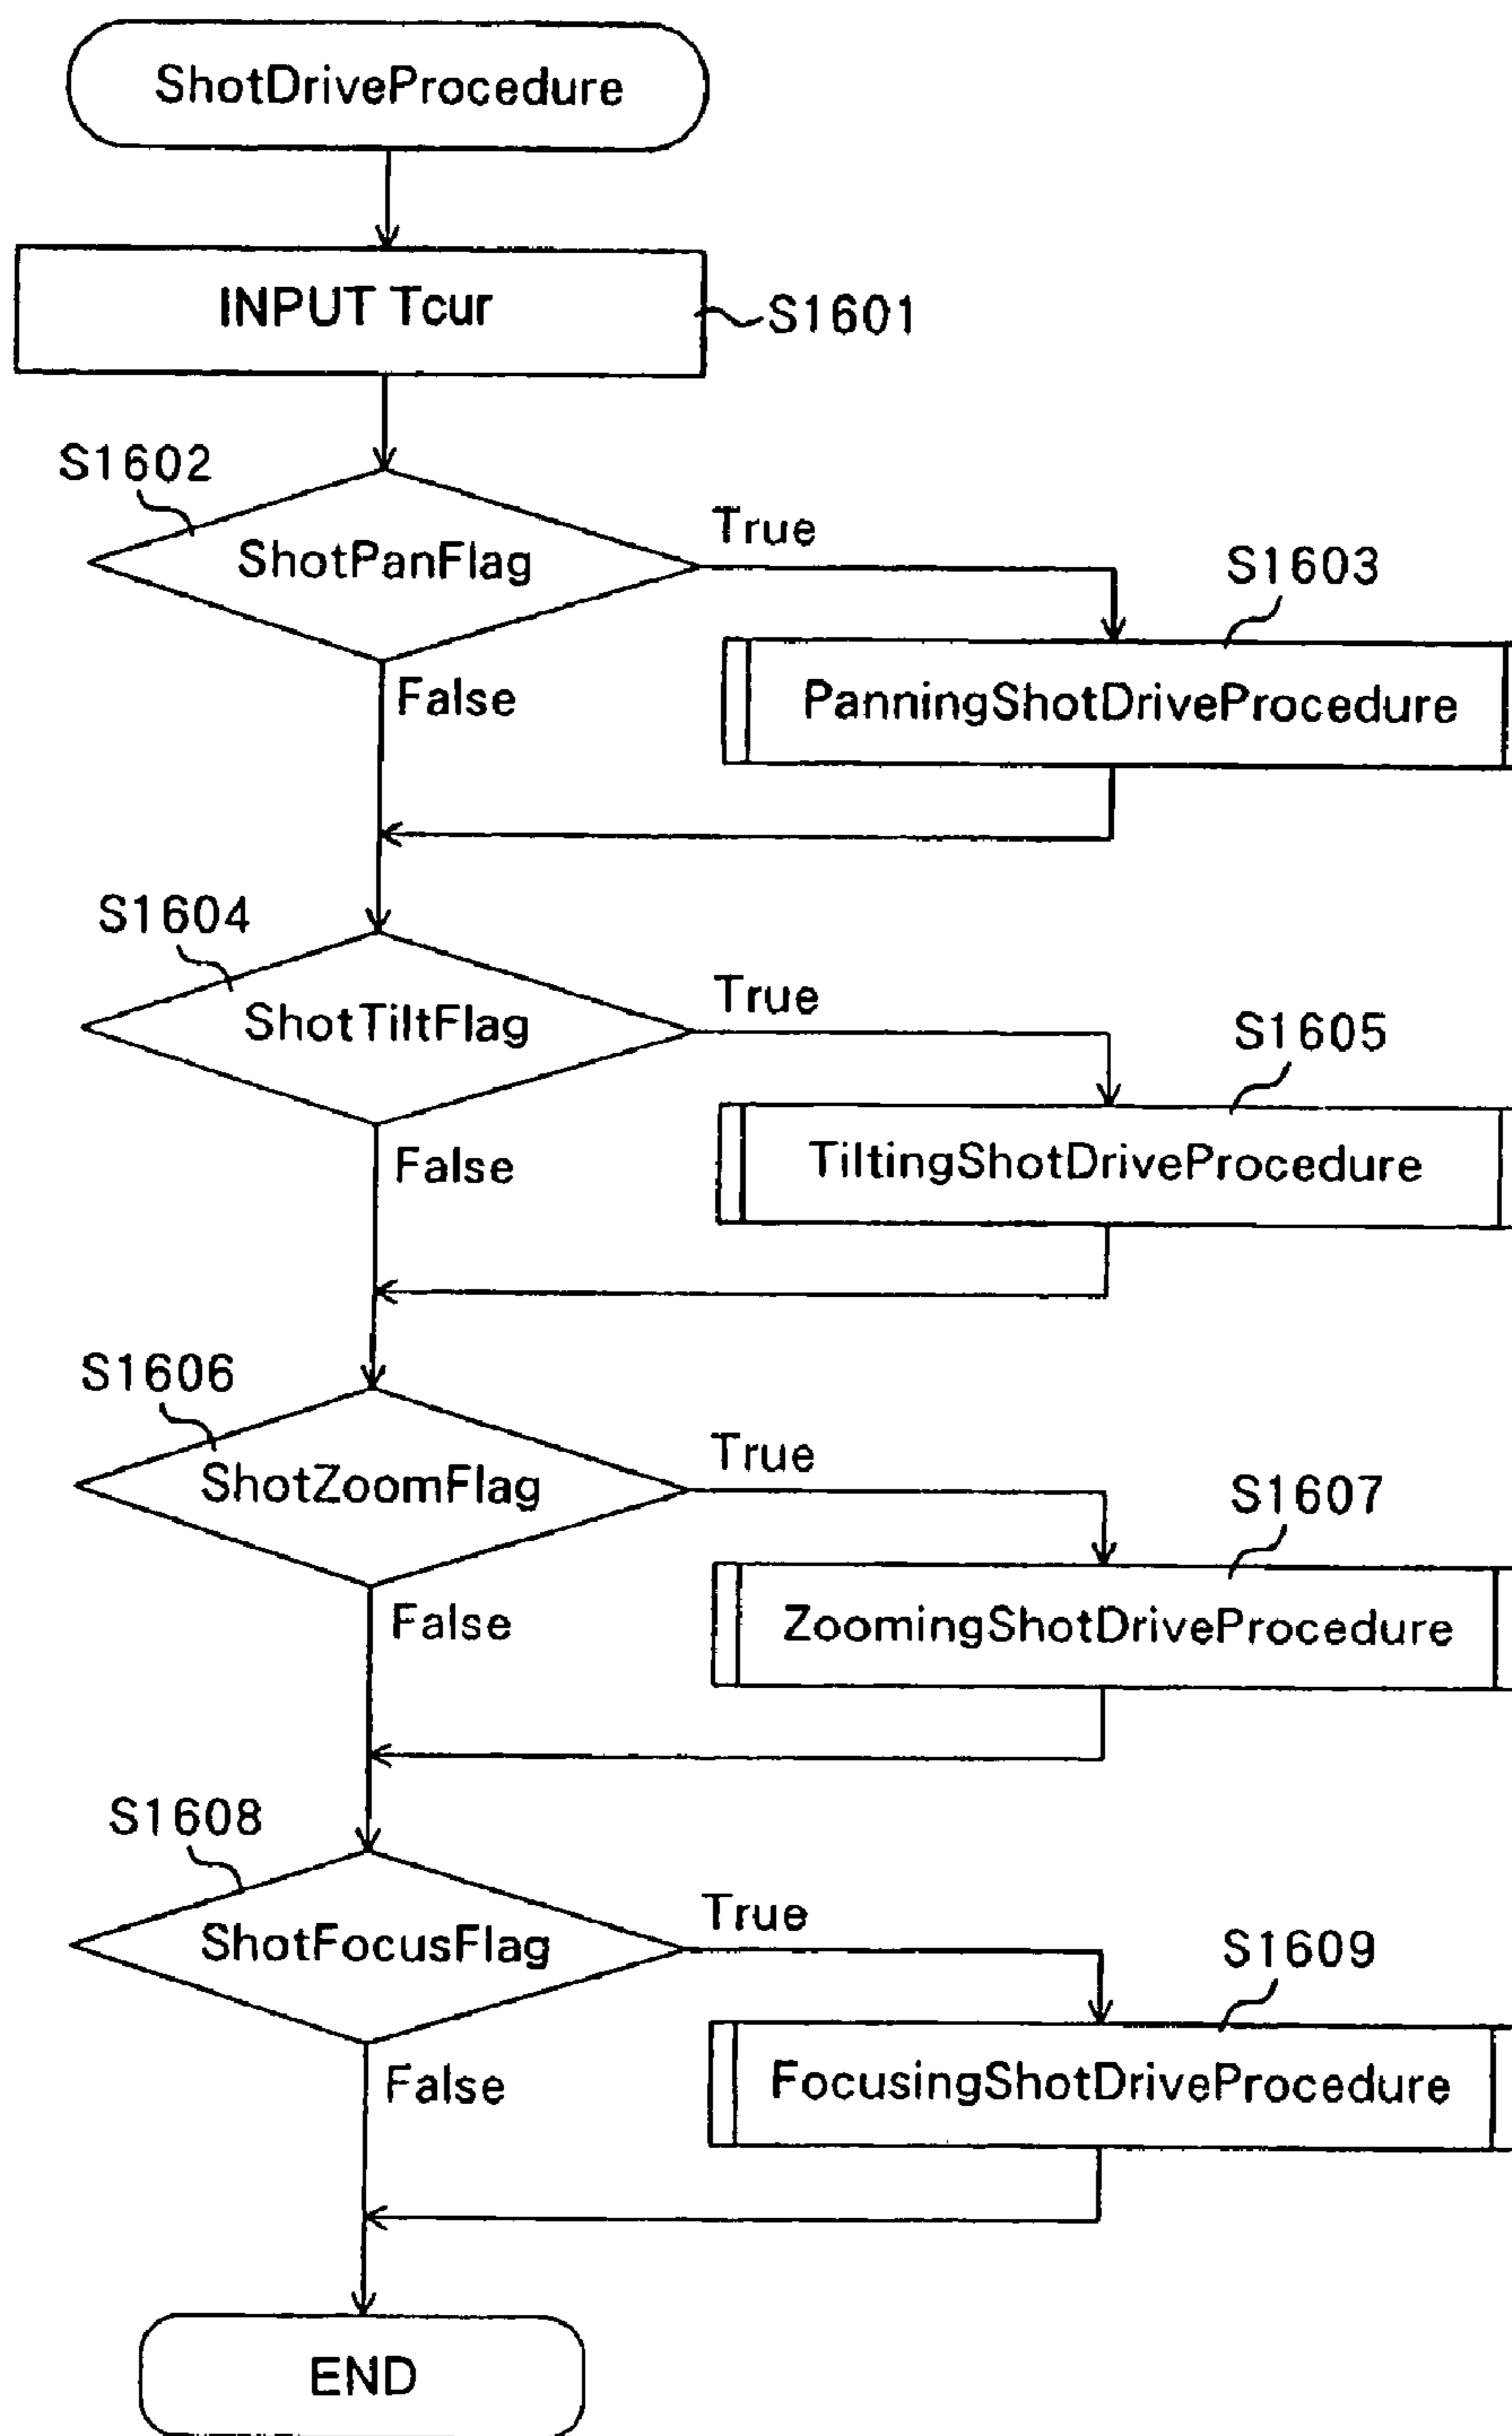 ShotDriveProcedure
INPUT Tcur
S1601
S1602
ShotPanFlag
True
S1603
PanningShotDriveProcedure
False
S1604
ShotTiltFlag
True
S1605
TiltingShotDriveProcedure
False
S1606
ShotZoomFlag
True
S1607
ZoomingShotDriveProcedure
False
S1608
ShotFocusFlag
True
S1609
FocusingShotDriveProcedure
False
END